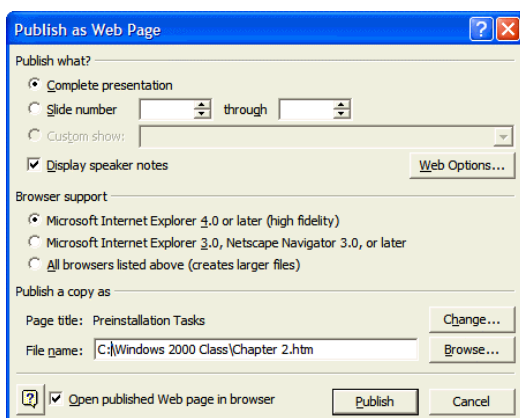 Publish as Web Page
Publish what?
Complete presentation
Slide number through
Custom show:
Display speaker notes Web Options...
Browser support
Microsoft Internet Explorer 4.0 or later (high fidelity)
Microsoft Internet Explorer 3.0, Netscape Navigator 3.0, or later
All browsers listed above (creates larger files)
Publish a copy as
Page title: Preinstallation Tasks Change...
File name: C:\Windows 2000 Class\Chapter 2.htm Browse...
Open published Web page in browser Publish Cancel